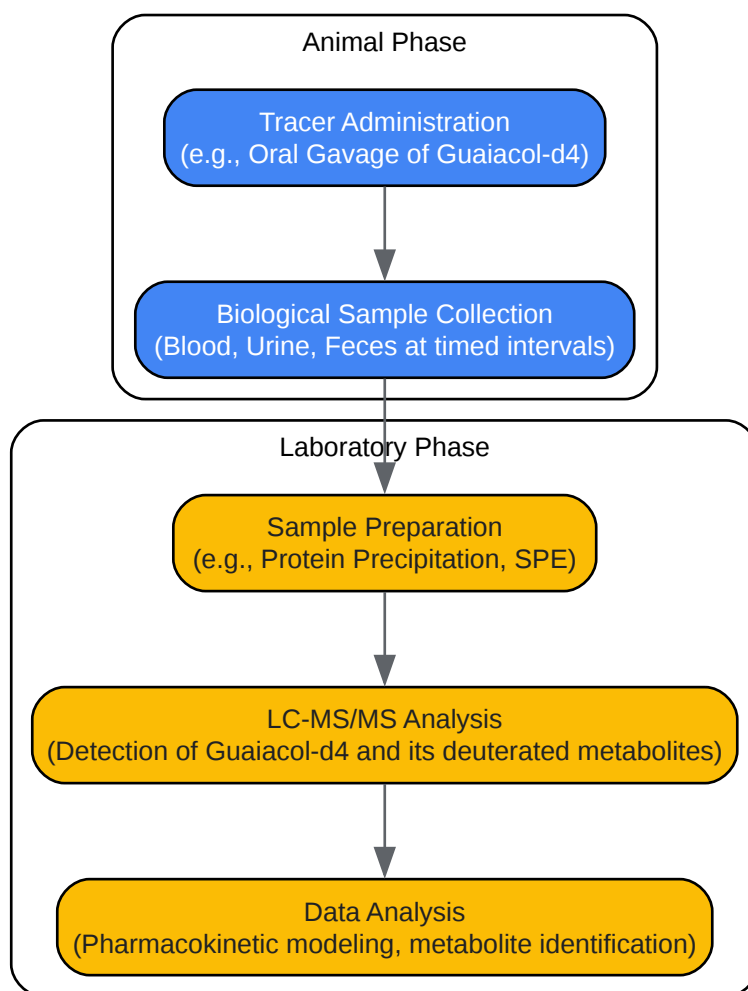 Animal Phase
Tracer Administration
(e.g., Oral Gavage of Guaiacol-d4)
Biological Sample Collection
(Blood, Urine, Feces at timed intervals)
Laboratory Phase
Sample Preparation
(e.g., Protein Precipitation, SPE)
LC-MS/MS Analysis
(Detection of Guaiacol-d4 and its deuterated metabolites)
Data Analysis
(Pharmacokinetic modeling, metabolite identification)